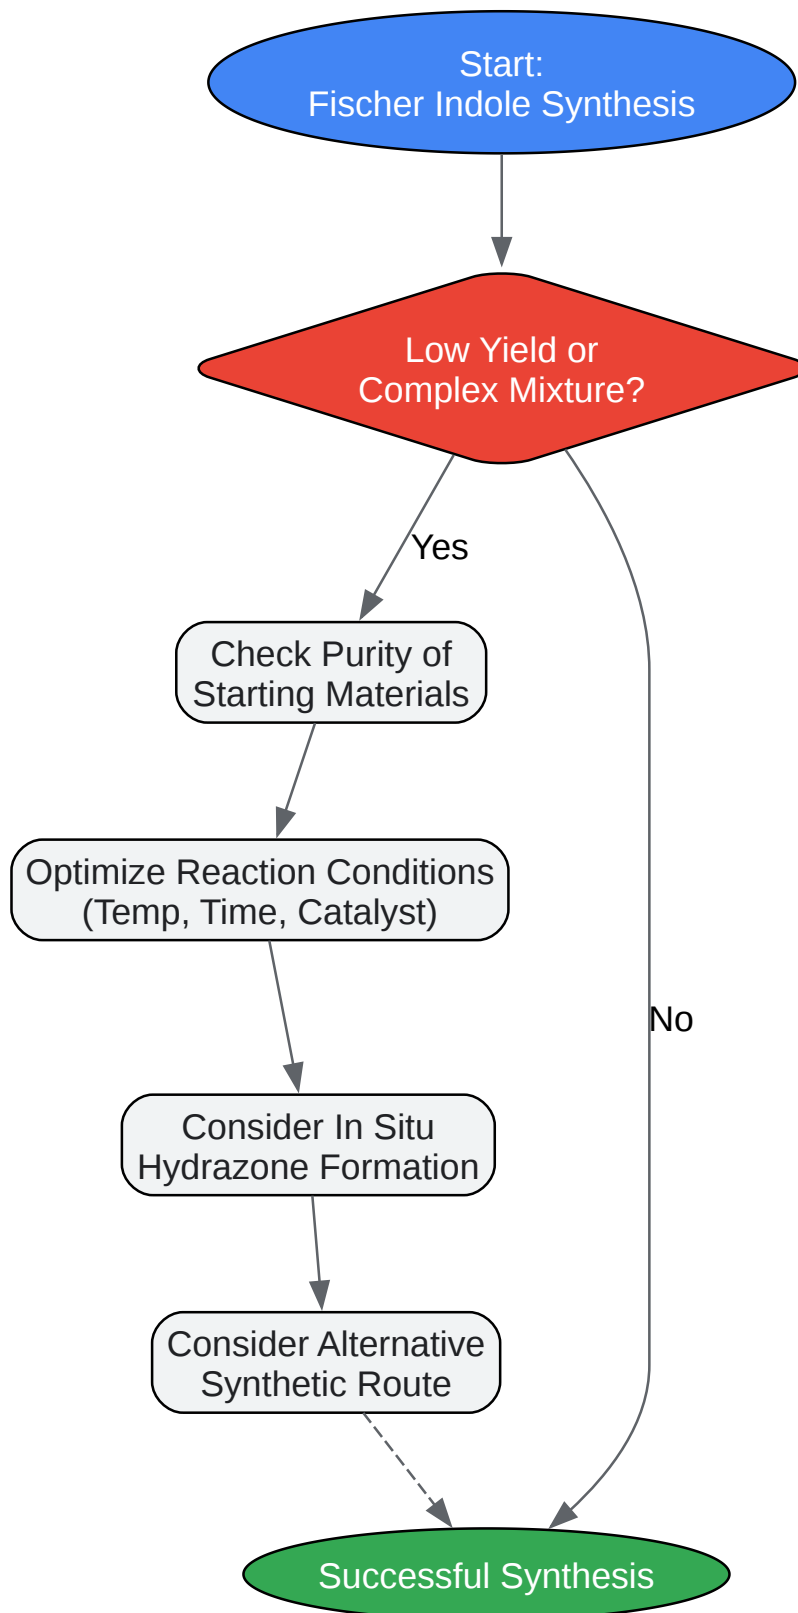 Start:
Fischer Indole Synthesis
Low Yield or
Complex Mixture?
Yes
Check Purity of
Starting Materials
Optimize Reaction Conditions
(Temp, Time, Catalyst)
No
Consider In Situ
Hydrazone Formation
Consider Alternative
Synthetic Route
Successful Synthesis